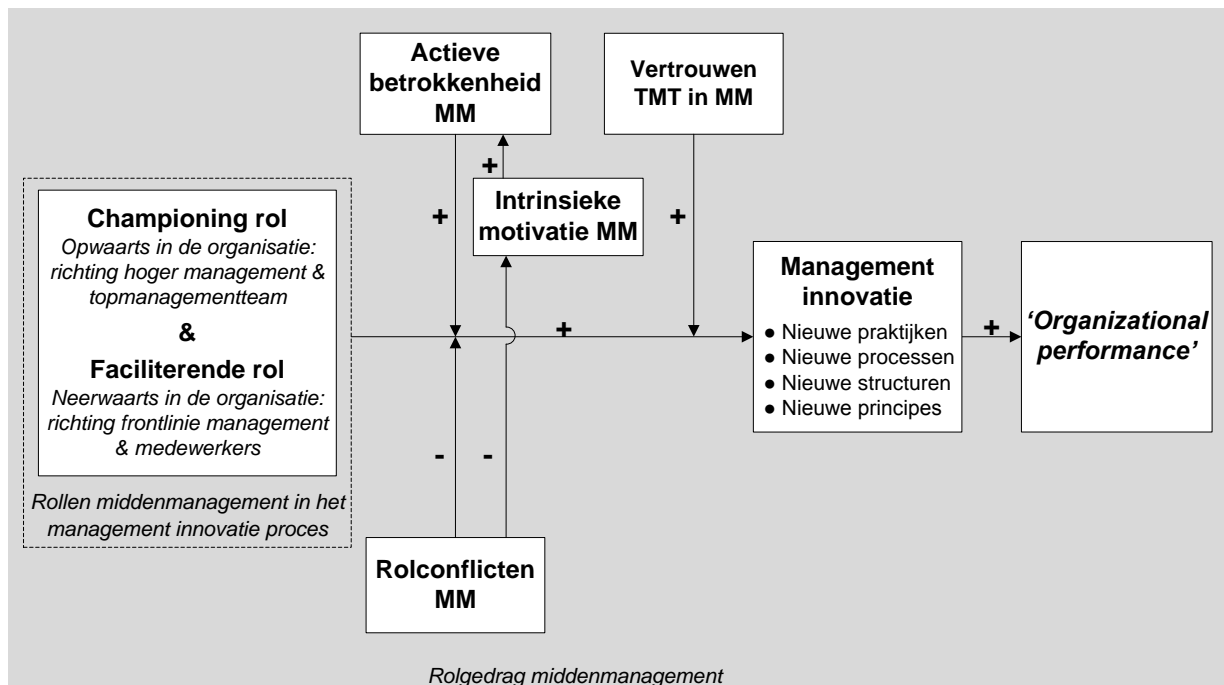 Actieve
betrokkenheid
MM
Vertrouwen
TMT in MM
+
+
+
Intrinsieke
motivatie MM
Championing rol
Opwaarts in de organisatie:
richting hoger management &
topmanagementteam
&
Faciliterende rol
Neerwaarts in de organisatie:
richting frontlinie management
& medewerkers
Rollen middenmanagement in het
management innovatie proces
+
Management
innovatie
● Nieuwe praktijken
● Nieuwe processen
● Nieuwe structuren
● Nieuwe principes
+
‘Organizational
performance’
-
-
Rolconflicten
MM
Rolgedrag middenmanagement